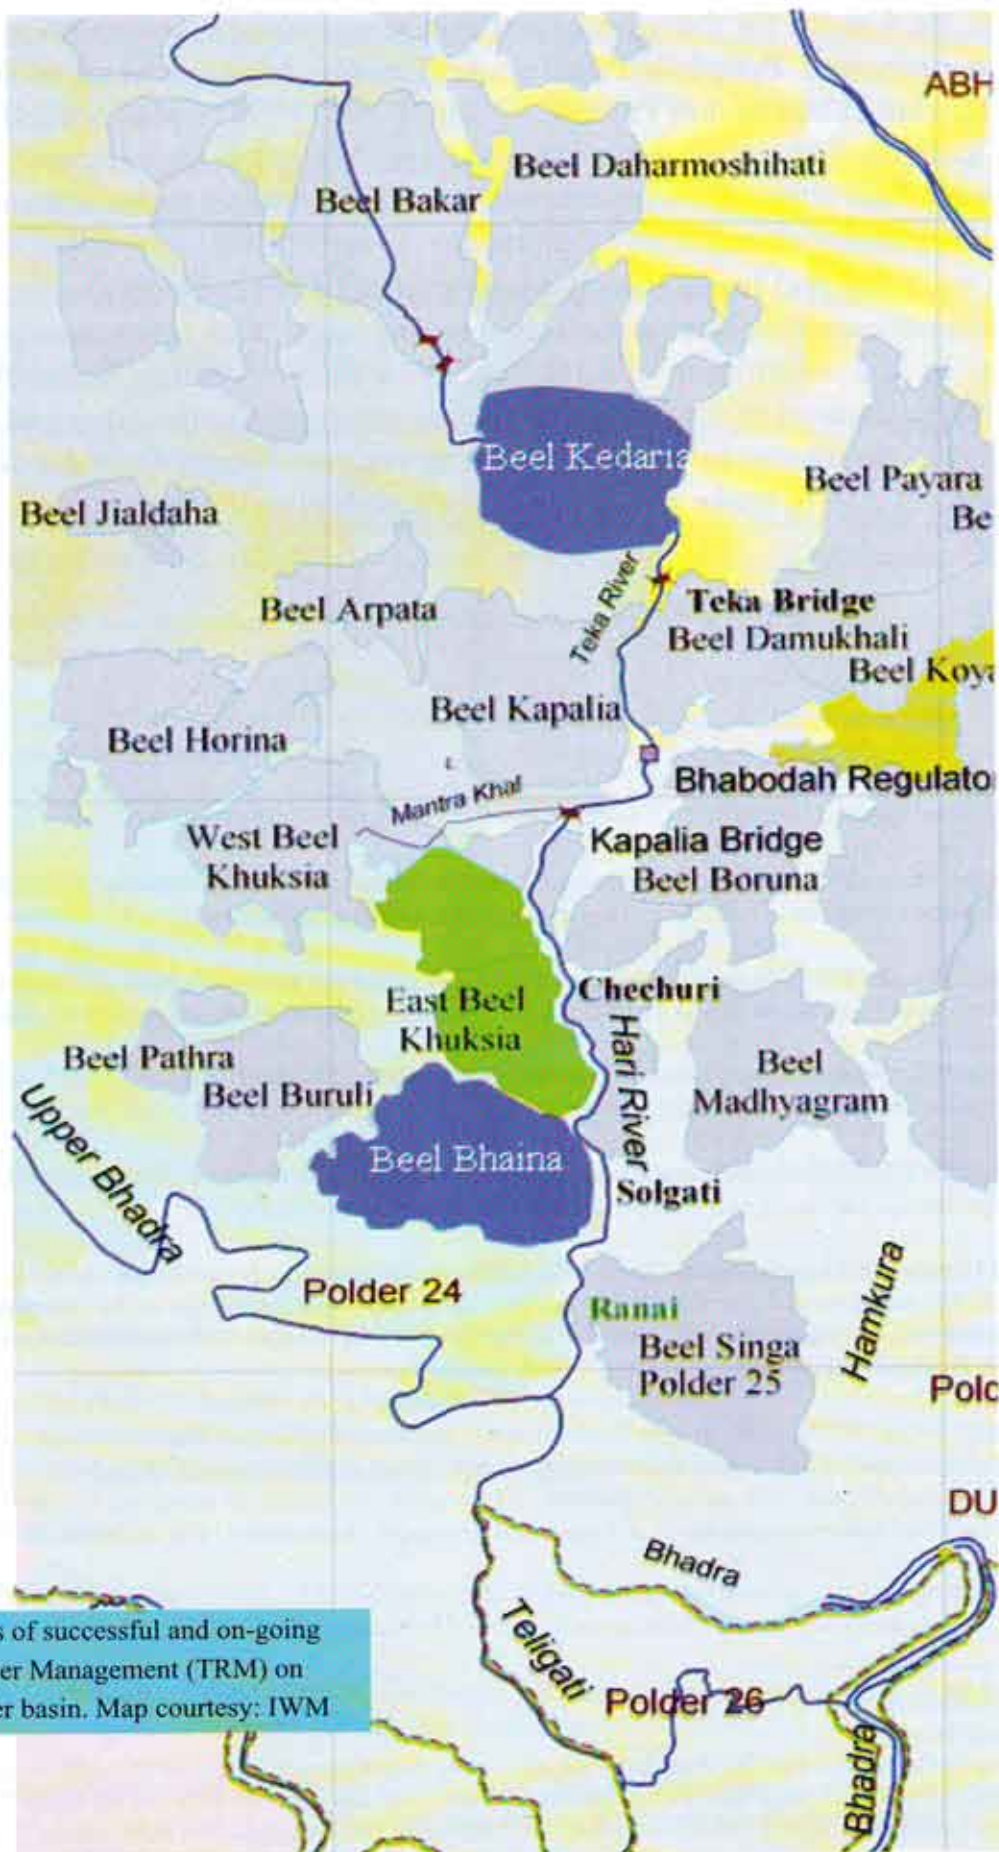 ABH
Beel Daharmoshihati
Beel Bakar
Beel Kedaria
Beel Payara
Be
Beel Jialdaha
Teka River
Teka Bridge
Beel Arpata
Beel Damukhali
Beel Koya
Beel Kapalia
Beel Horina
Bhabodah Regulato
Mantra Khal
West Beel
Khuksia
Kapalia Bridge
Beel Boruna
East Beel
Khuksia
Chechuri
Hari River
Beel Pathra
Beel Buruli
Beel
Madhyagram
Upper Bhadra
Beel Bhaina
Solgati
Polder 24
Ranai
Beel Singa
Polder 25
Hamkura
Pold
DU
Bhadra
Teligati
Polder 26
Bhadra
s of successful and on-going
er Management (TRM) on
er basin. Map courtesy: IWM